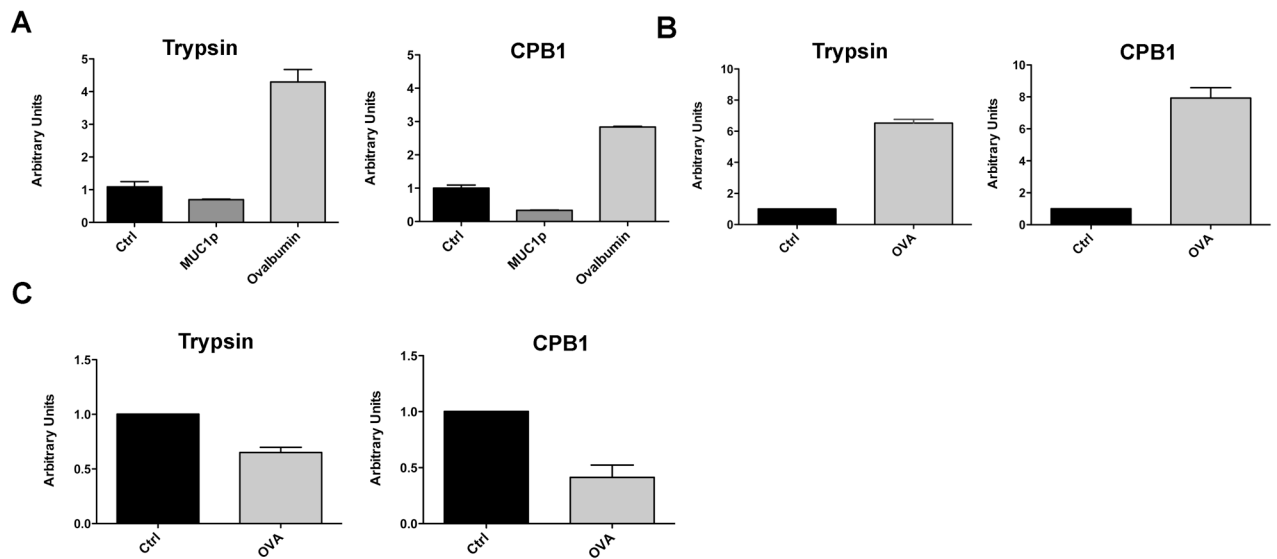 A
Trypsin
Arbitrary Units
5
4
3
2
1
0
Ctrl
MUC1p
Ovalbumin
CPB1
Arbitrary Units
5
4
3
2
1
0
Ctrl
MUC1p
Ovalbumin
B
Trypsin
Arbitrary Units
10
8
6
4
2
0
Ctrl
OVA
CPB1
Arbitrary Units
10
8
6
4
2
0
Ctrl
OVA
C
Trypsin
Arbitrary Units
1.5
1.0
0.5
0.0
Ctrl
OVA
CPB1
Arbitrary Units
1.5
1.0
0.5
0.0
Ctrl
OVA